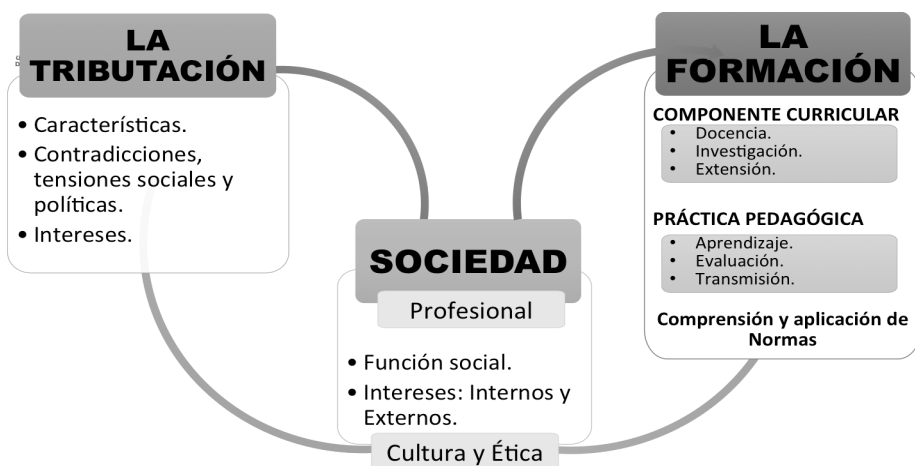 LA
TRIBUTACIÓN
• Características.
• Contradicciones,
tensiones sociales y
políticas.
• Intereses.
SOCIEDAD
Profesional
• Función social.
• Intereses: Internos y
Externos.
Cultura y Ética
LA
FORMACIÓN
COMPONENTE CURRICULAR
• Docencia.
• Investigación.
• Extensión.
PRÁCTICA PEDAGÓGICA
• Aprendizaje.
• Evaluación.
• Transmisión.
Comprensión y aplicación de
Normas